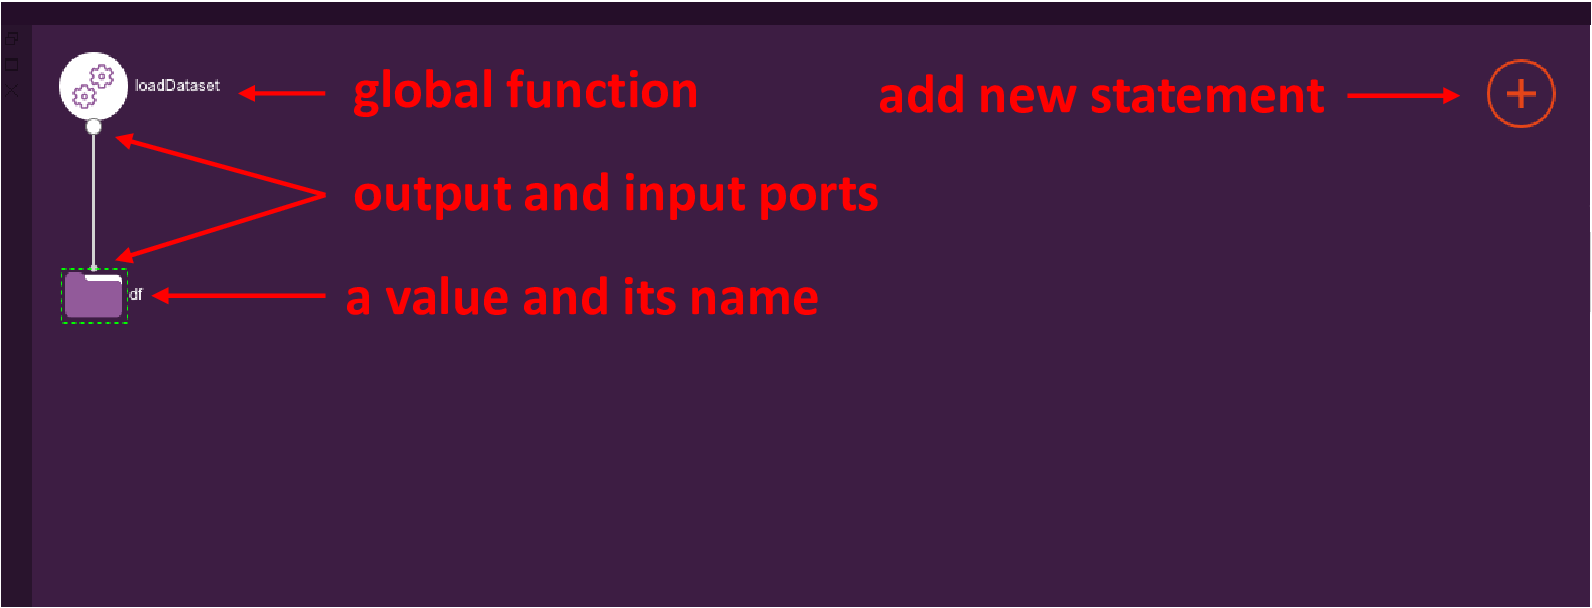 loadDataset
global function
add new statement
output and input ports
df
a value and its name